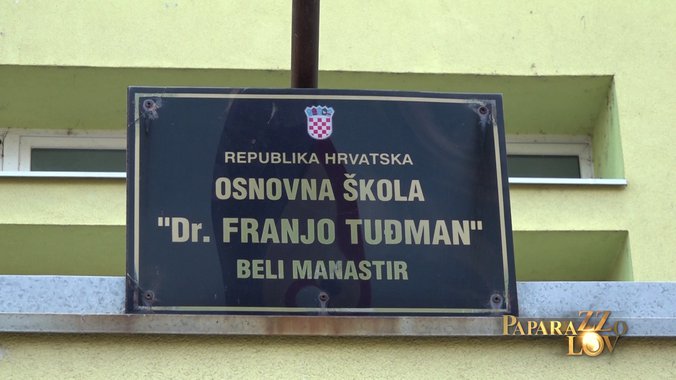 REPUBLIKA HRVATSKA
OSNOVNA ŠKOLA
"Dr. FRANJO TUĐMAN"
BELI MANASTIR
PAPARAZZO
LOV